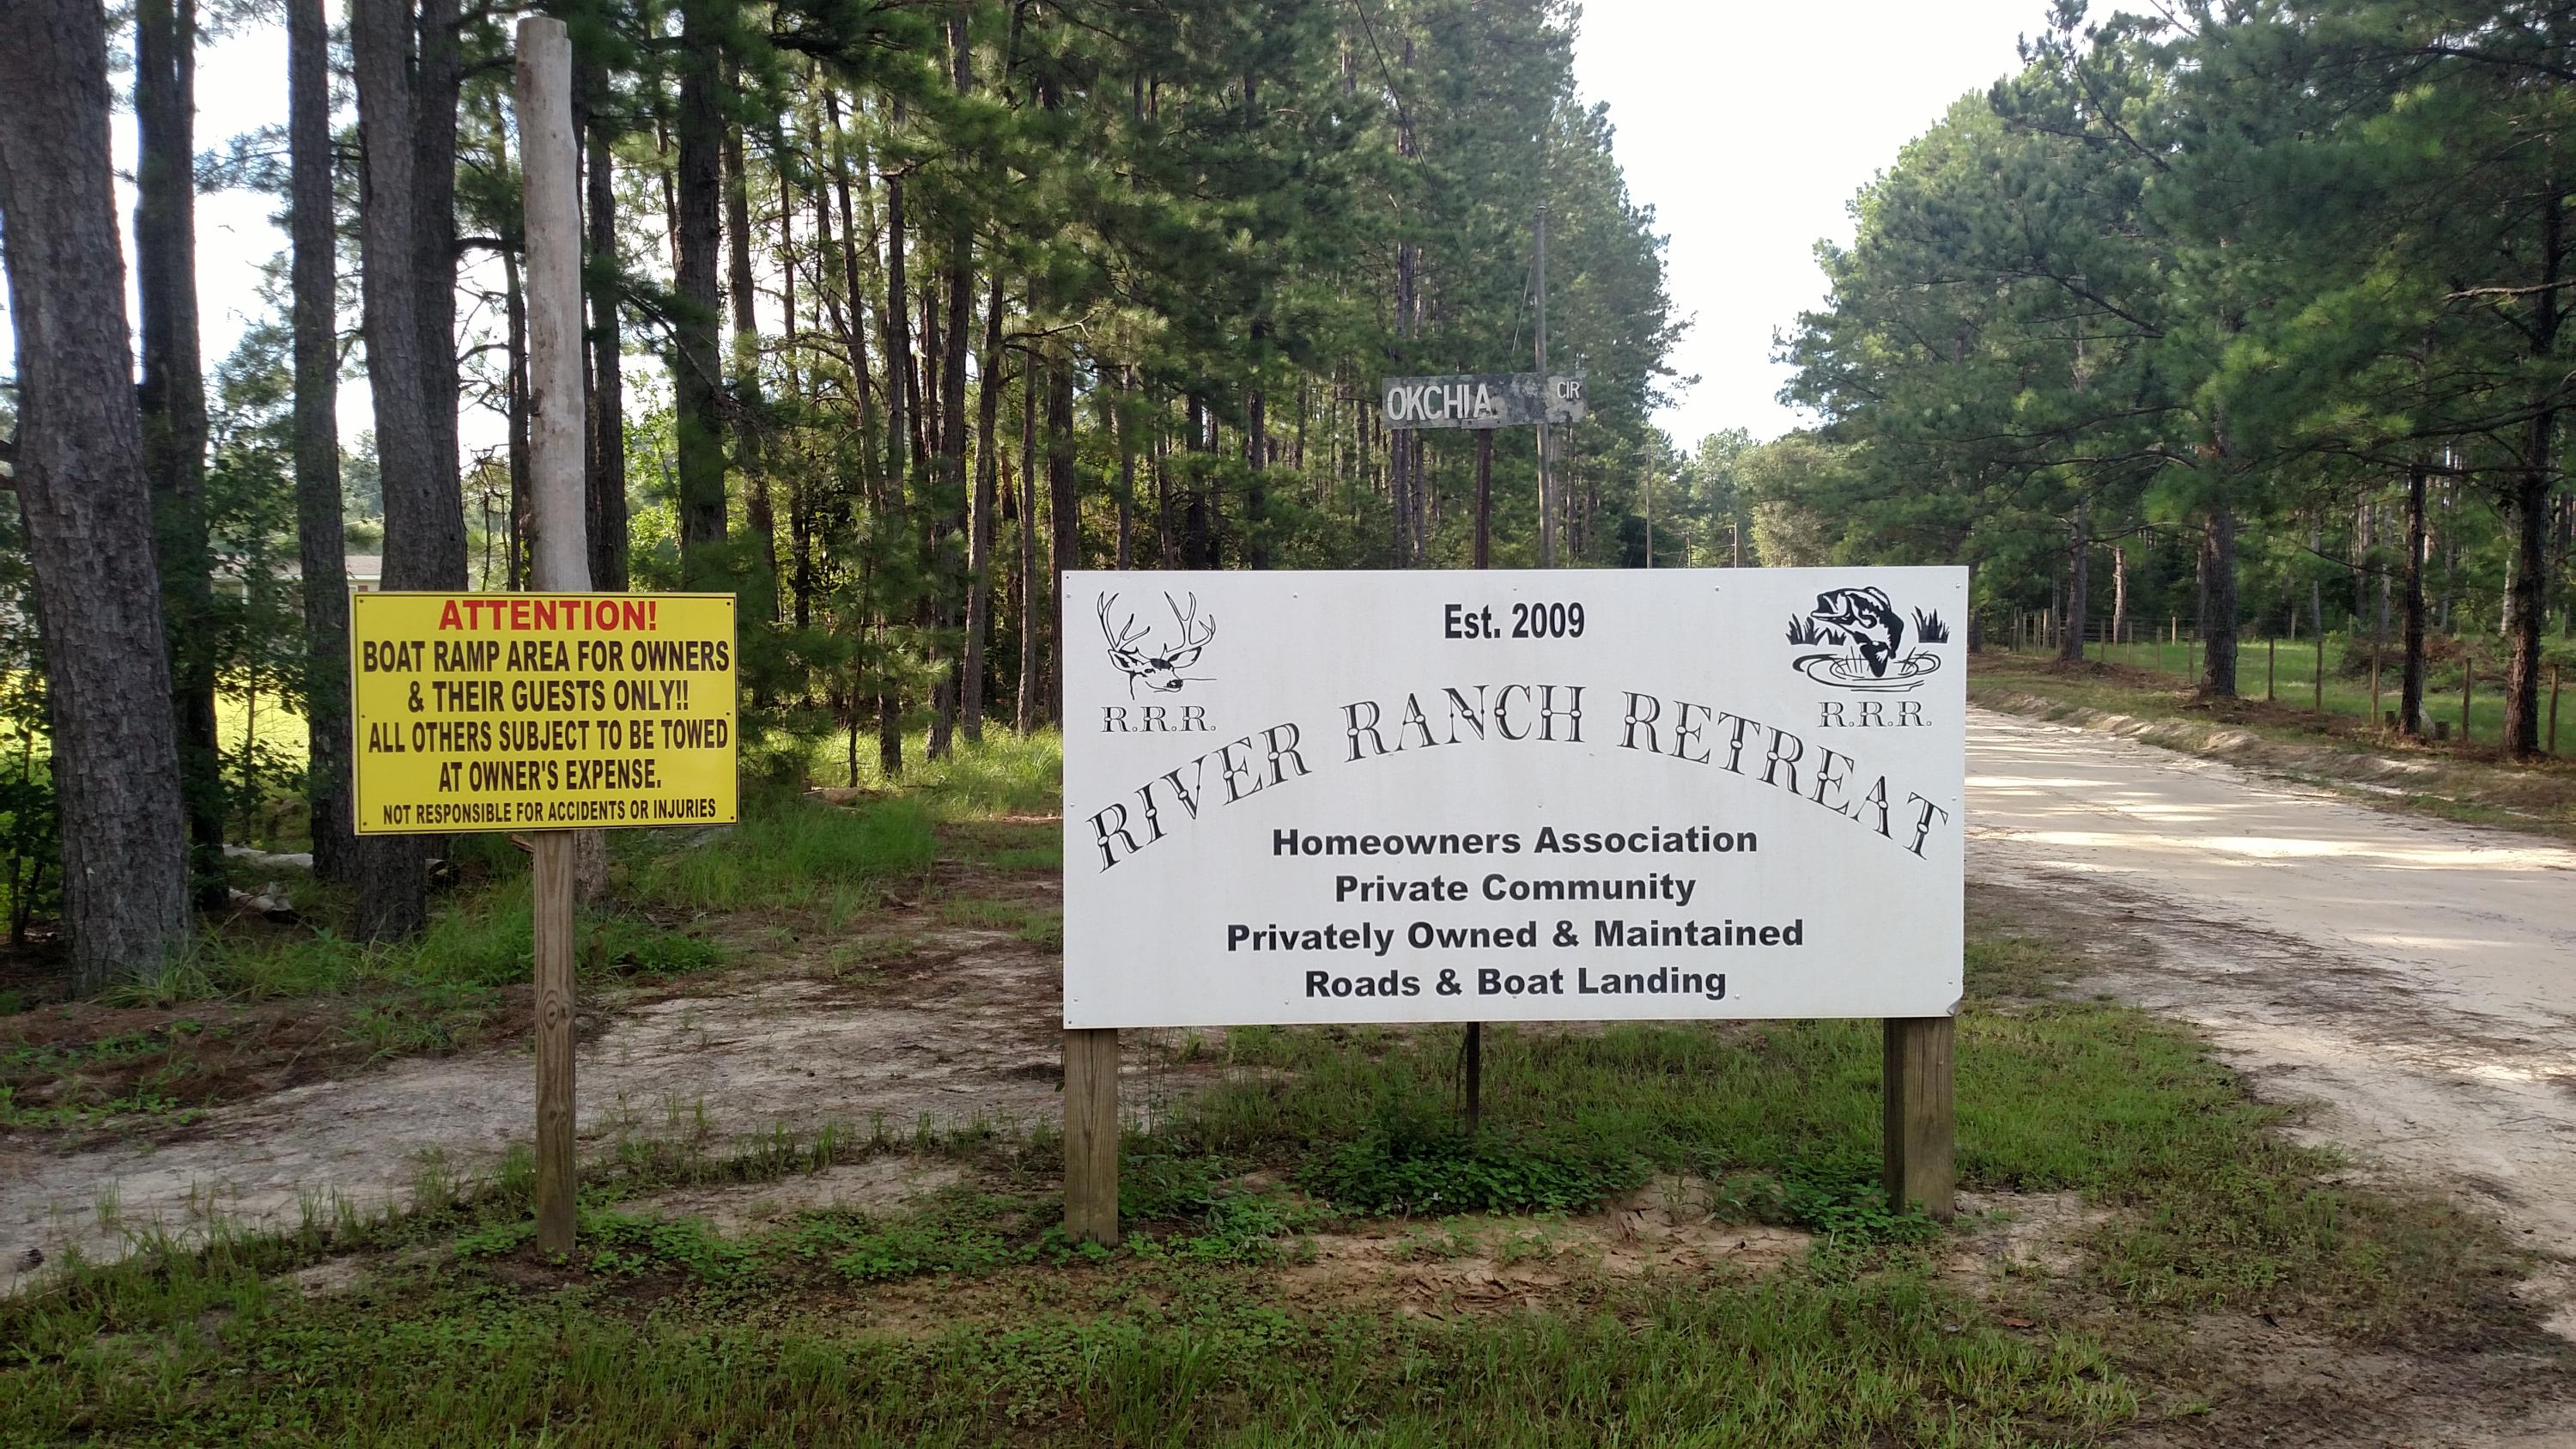 ATTENTION!
BOAT RAMP AREA FOR OWNERS
& THEIR GUESTS ONLY!!
ALL OTHERS SUBJECT TO BE TOWED
AT OWNER'S EXPENSE.
NOT RESPONSIBLE FOR ACCIDENTS OR INJURIES
OKCHIA CIR
Est. 2009
R.R.R.
R.R.R.
RIVER RANCH RETREAT
Homeowners Association
Private Community
Privately Owned & Maintained
Roads & Boat Landing